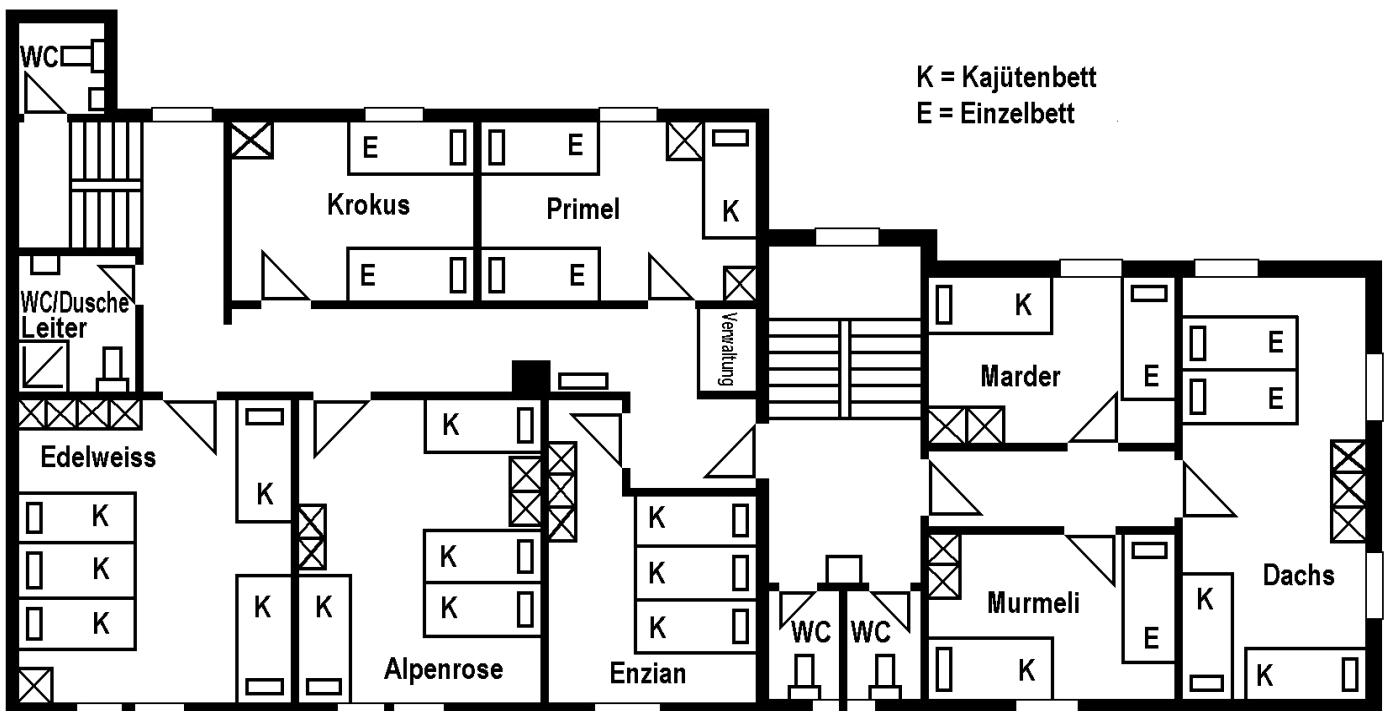 WC
K = Kajütenbett
E = Einzelbett
E
E
Krokus
Primel
K
E
E
WC/Dusche
Leiter
Verwaltung
K
Marder
E
E
E
Edelweiss
K
K
K
K
K
K
Alpenrose
K
K
K
Enzian
K
K
K
WC
WC
Murmeli
E
K
Dachs
K
K